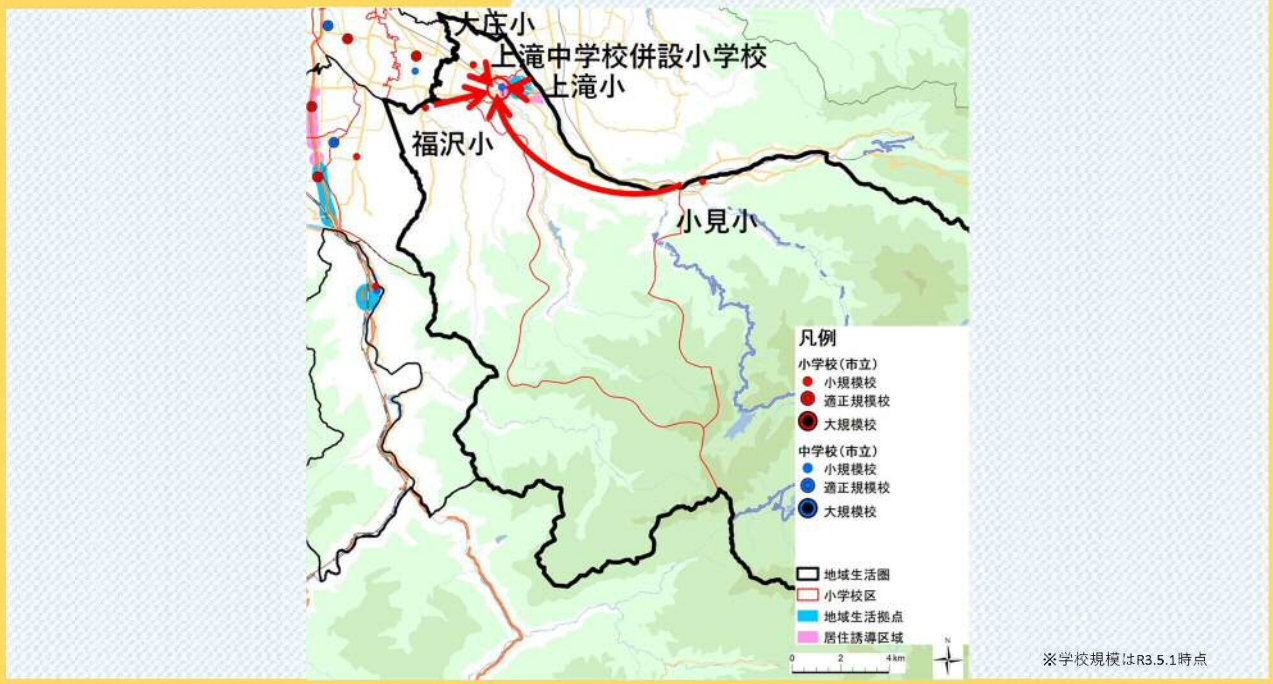 大庄小
上滝中学校併設小学校
上滝小
福沢小
小見小
凡例
小学校(市立)
小規模校
適正規模校
大規模校
中学校(市立)
小規模校
適正規模校
大規模校
地域生活圏
小学校区
地域生活拠点
居住誘導区域
0 2 4km
N
※学校規模はR3.5.1時点